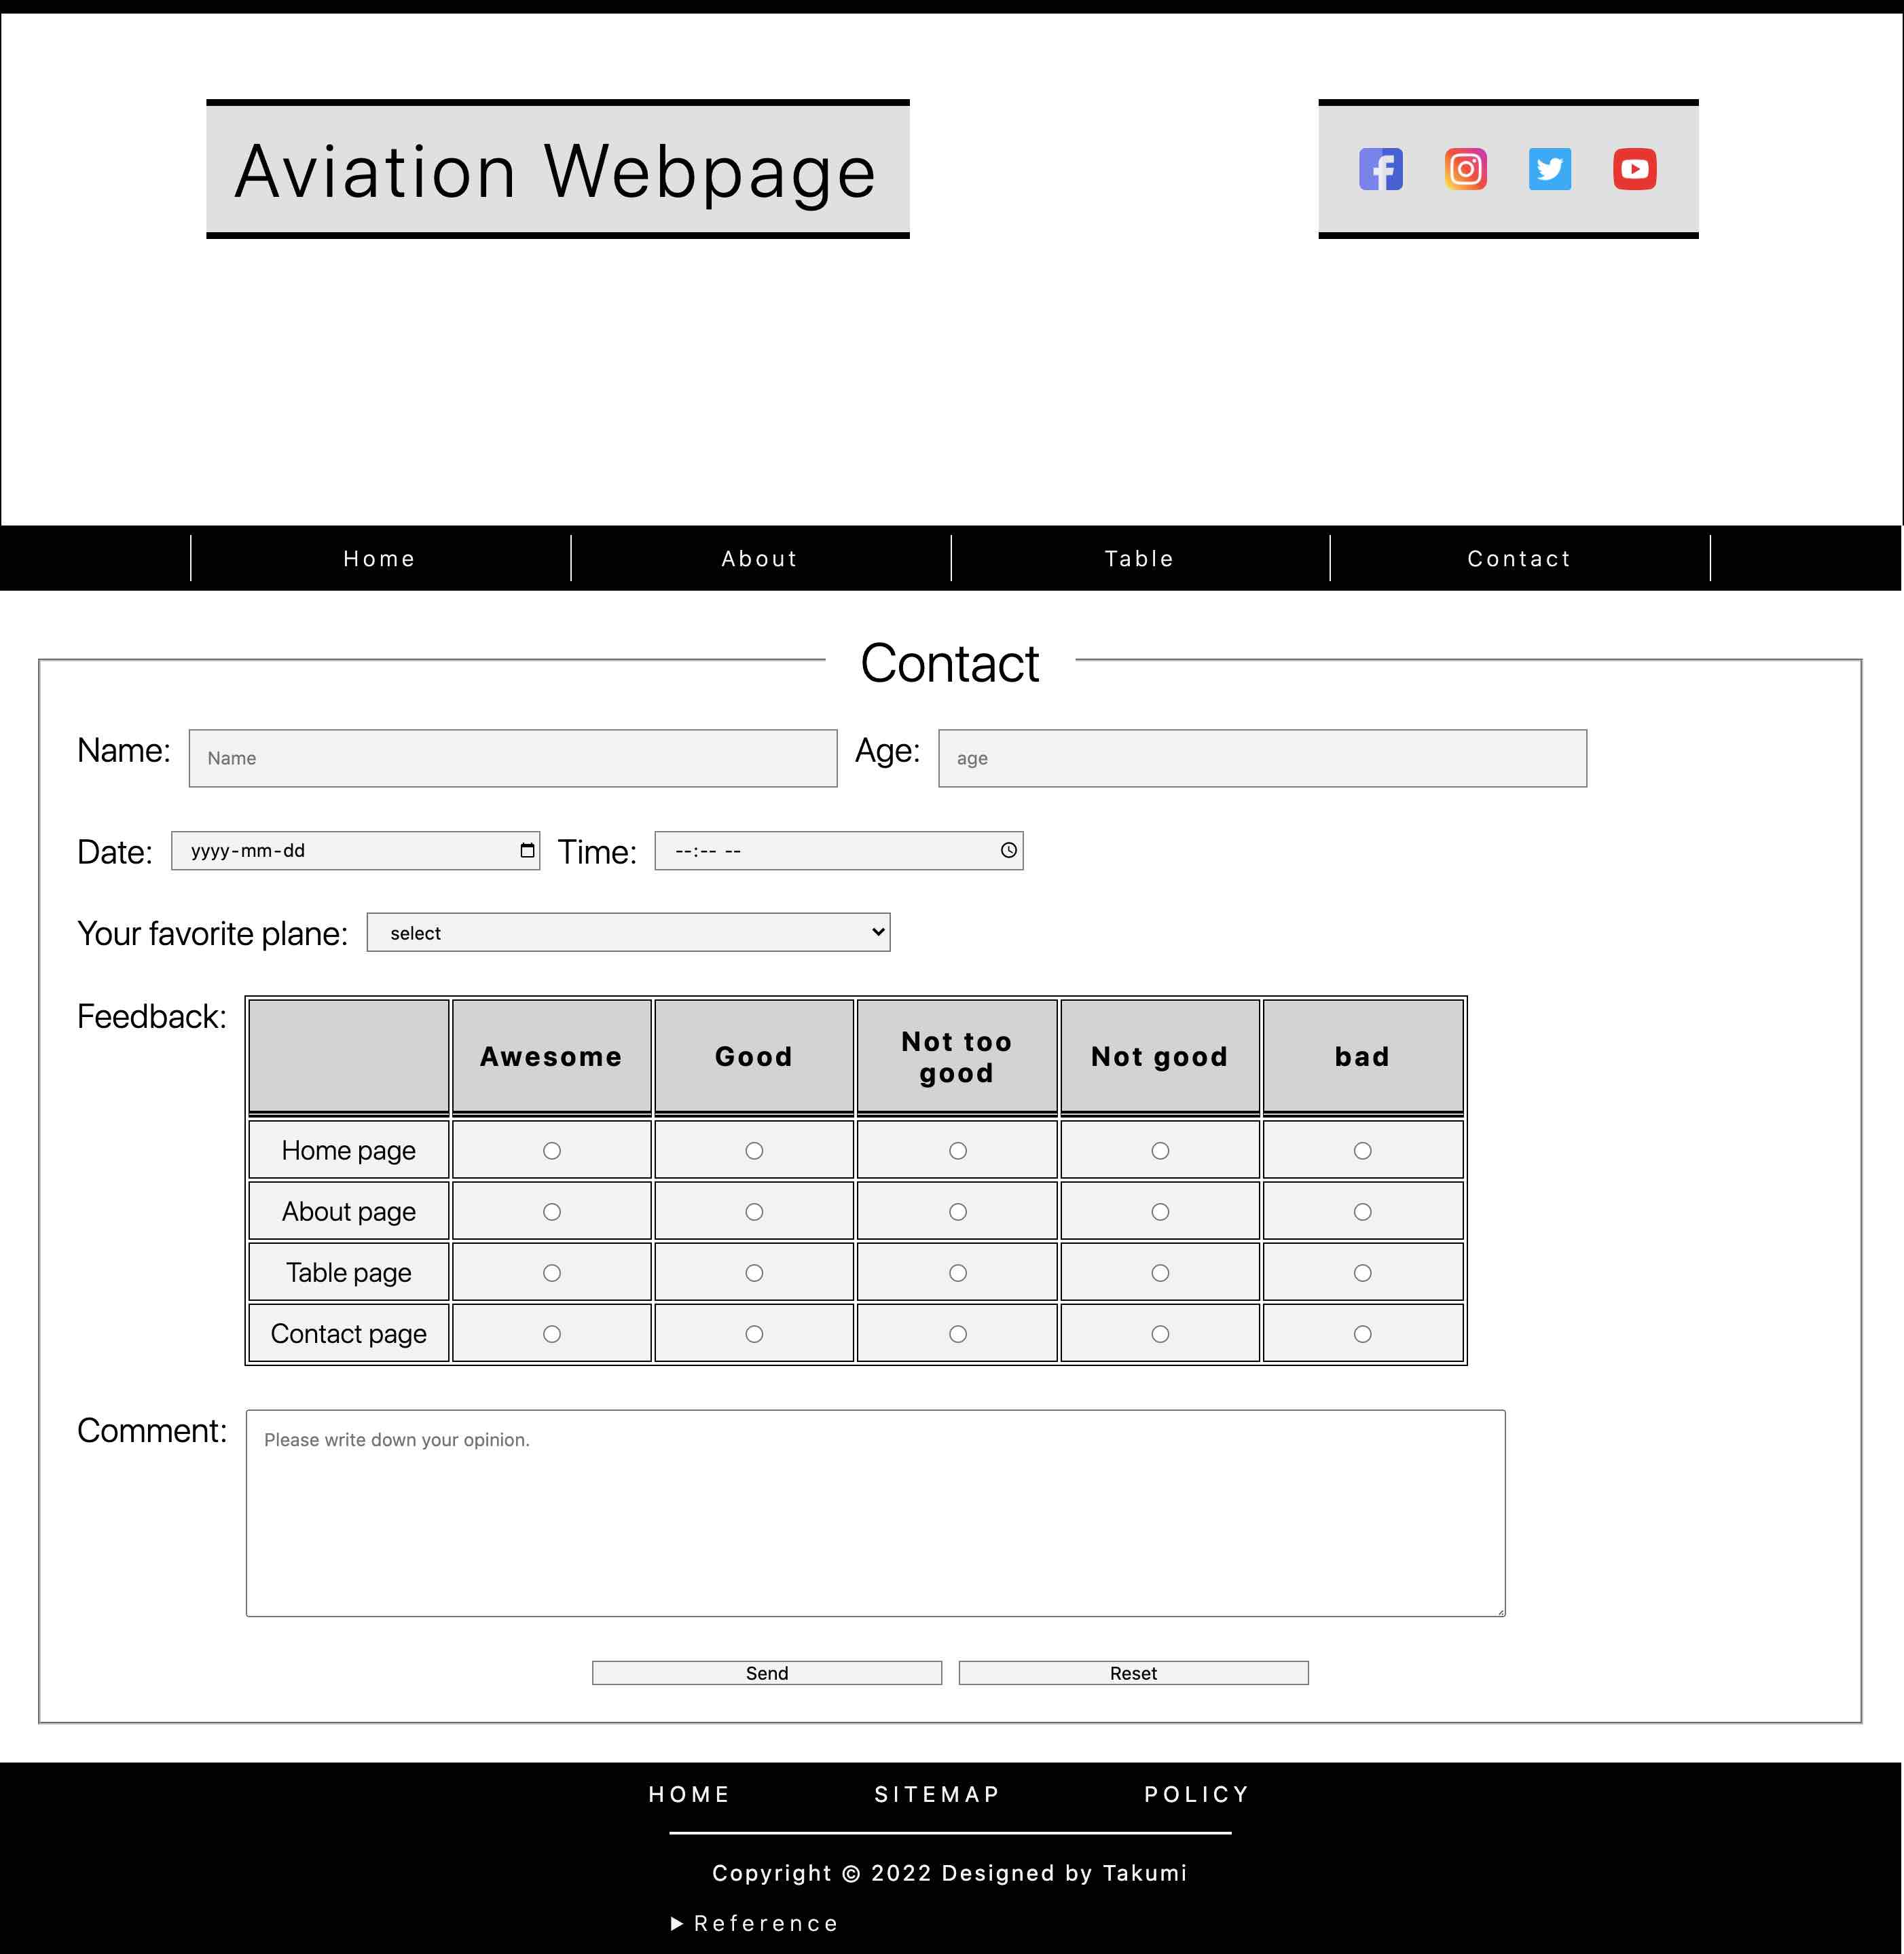 Aviation Webpage
Home About Table Contact
Contact
Name: Name Age: age
Date: yyyy-mm-dd Time: --:-- --
Your favorite plane: select
Feedback:
Awesome Good Not too good Not good bad
Home page
About page
Table page
Contact page
Comment: Please write down your opinion.
Send Reset
HOME SITEMAP POLICY
Copyright © 2022 Designed by Takumi
▶ Reference